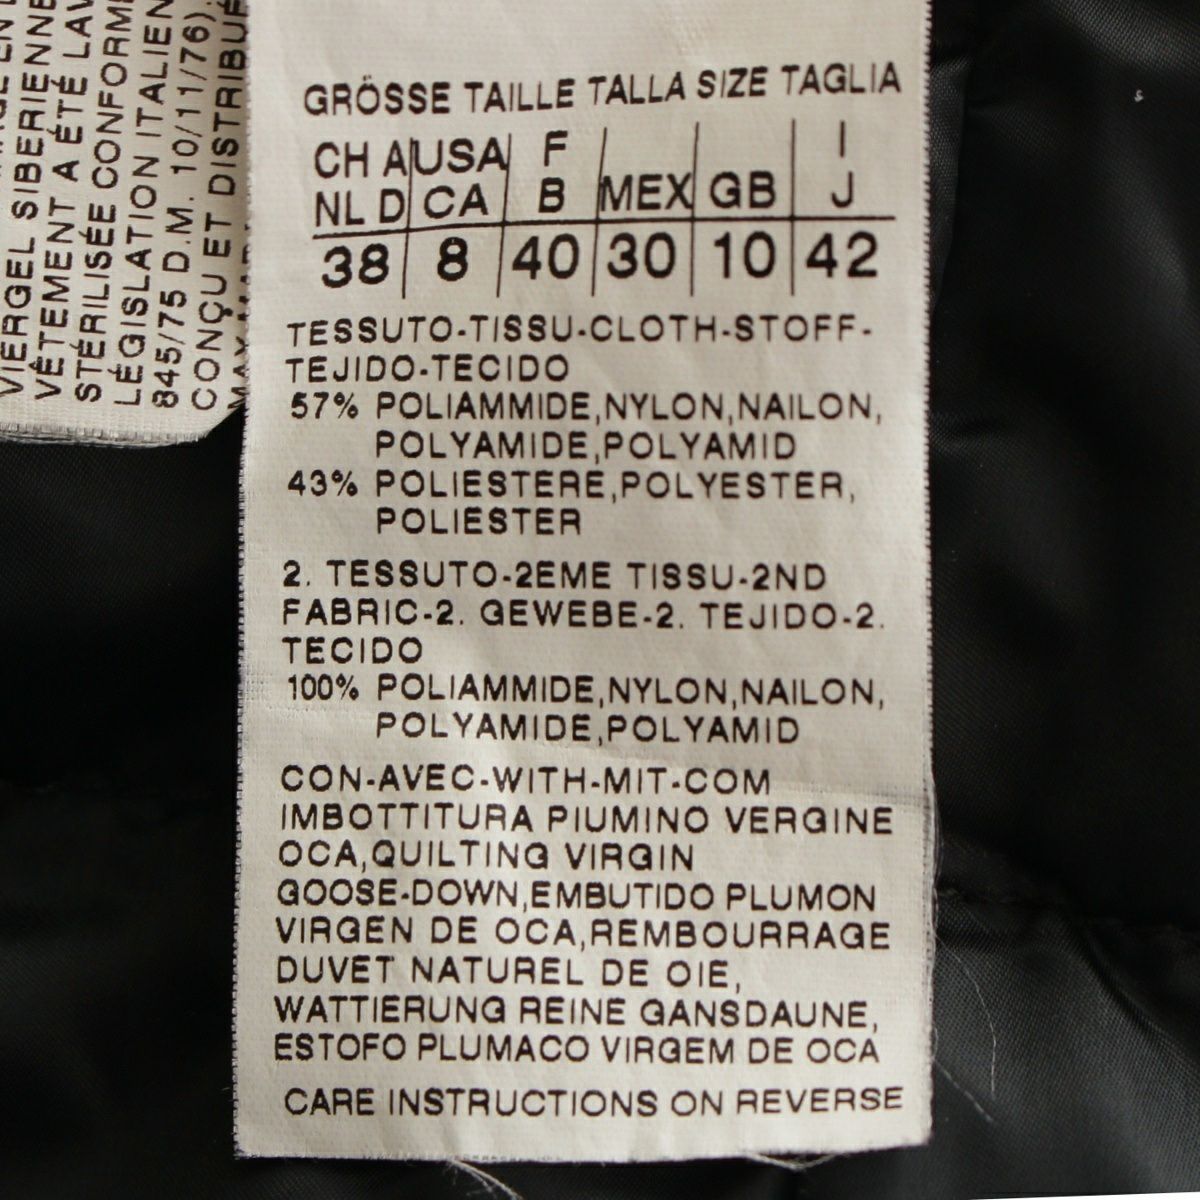 GRÖSSE TAILLE TALLA SIZE TAGLIA
CH A USA F I
NL D CA B MEX GB J
38 8 40 30 10 42
TESSUTO-TISSU-CLOTH-STOFF-
TEJIDO-TECIDO
57% POLIAMMIDE,NYLON,NAILON,
POLYAMIDE,POLYAMID
43% POLIESTERE,POLYESTER,
POLIESTER
2. TESSUTO-2EME TISSU-2ND
FABRIC-2. GEWEBE-2. TEJIDO-2.
TECIDO
100% POLIAMMIDE,NYLON,NAILON,
POLYAMIDE,POLYAMID
CON-AVEC-WITH-MIT-COM
IMBOTTITURA PIUMINO VERGINE
OCA,QUILTING VIRGIN
GOOSE-DOWN,EMBUTIDO PLUMON
VIRGEN DE OCA,REMBOURRAGE
DUVET NATUREL DE OIE,
WATTIERUNG REINE GANSDAUNE,
ESTOFO PLUMACO VIRGEM DE OCA
CARE INSTRUCTIONS ON REVERSE
VIERGEL SIBERIENNE
VÊTEMENT A ÉTÉ LAV
STÉRILISÉE CONFORM
LÉGISLATION ITALIEN
845/75 D.M. 10/11/76).
CONÇU ET DISTRIBUÉ